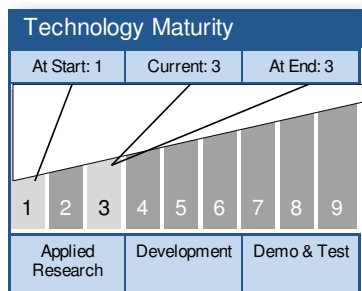 Technology Maturity
At Start: 1 Current: 3 At End: 3
1 2 3 4 5 6 7 8 9
Applied Development Demo & Test
Research